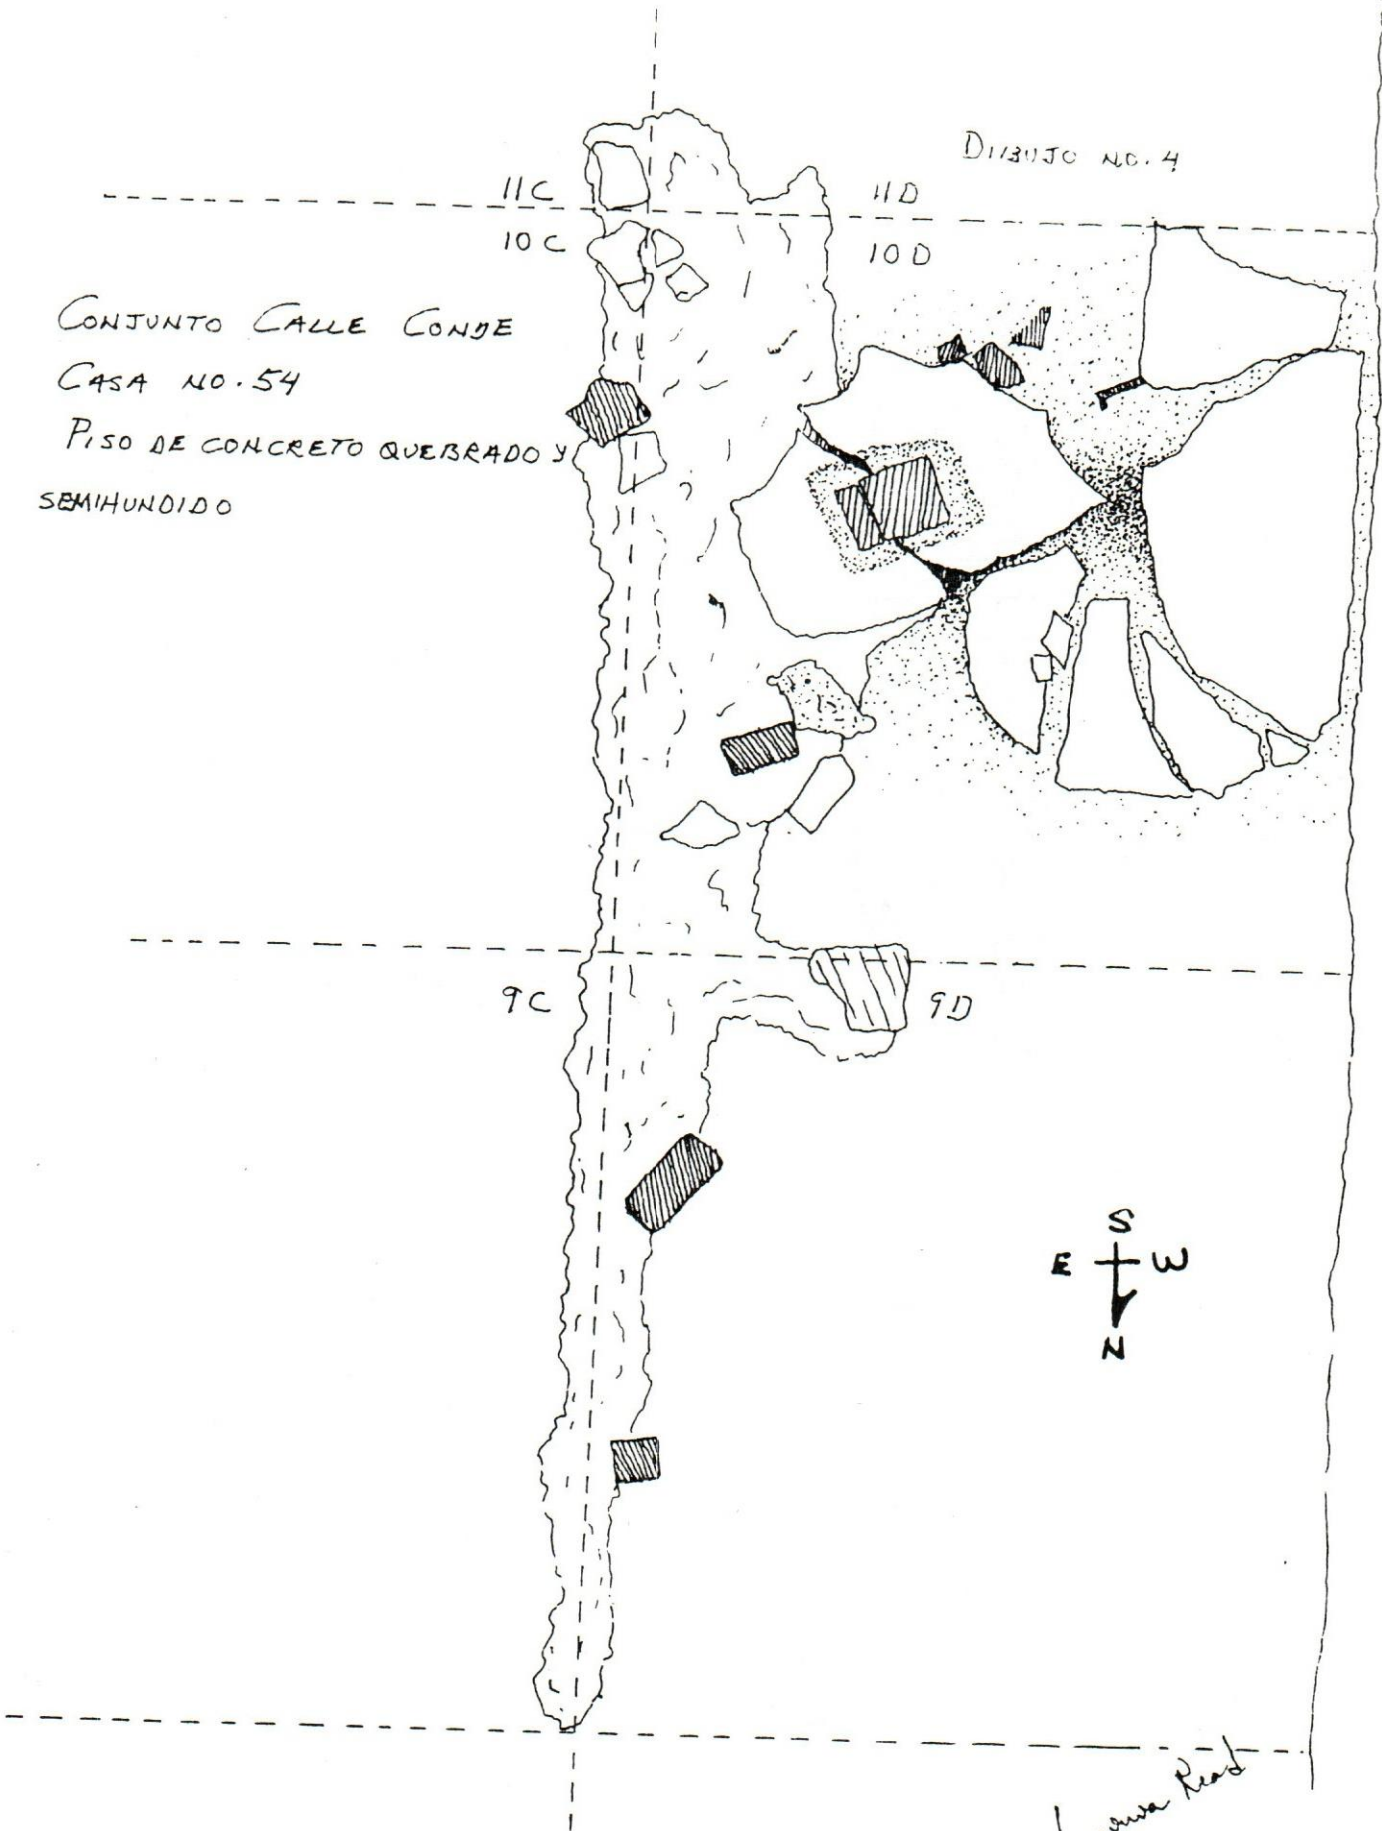 DIBUJO NO. 4
11C 11D
10C 10D
CONJUNTO CALLE CONDE
CASA NO. 54
PISO DE CONCRETO QUEBRADO Y
SEMIHUNDIDO
9C 9D
S
E W
N
Read